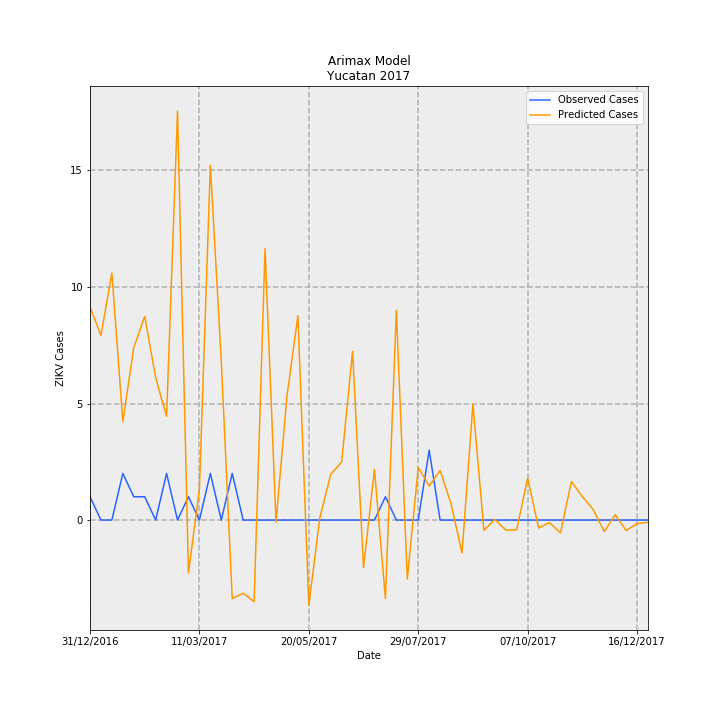 Arimax Model
Yucatan 2017
Observed Cases
Predicted Cases
15
10
5
0
ZIKV Cases
31/12/2016 11/03/2017 20/05/2017 29/07/2017 07/10/2017 16/12/2017
Date